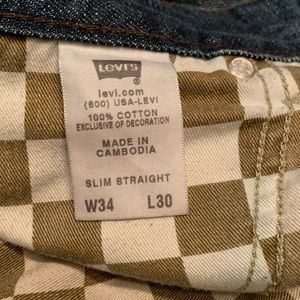 LEVI'S
levi.com
(800) USA-LEVI
100% COTTON
EXCLUSIVE OF DECORATION
MADE IN
CAMBODIA
SLIM STRAIGHT
W34 L30